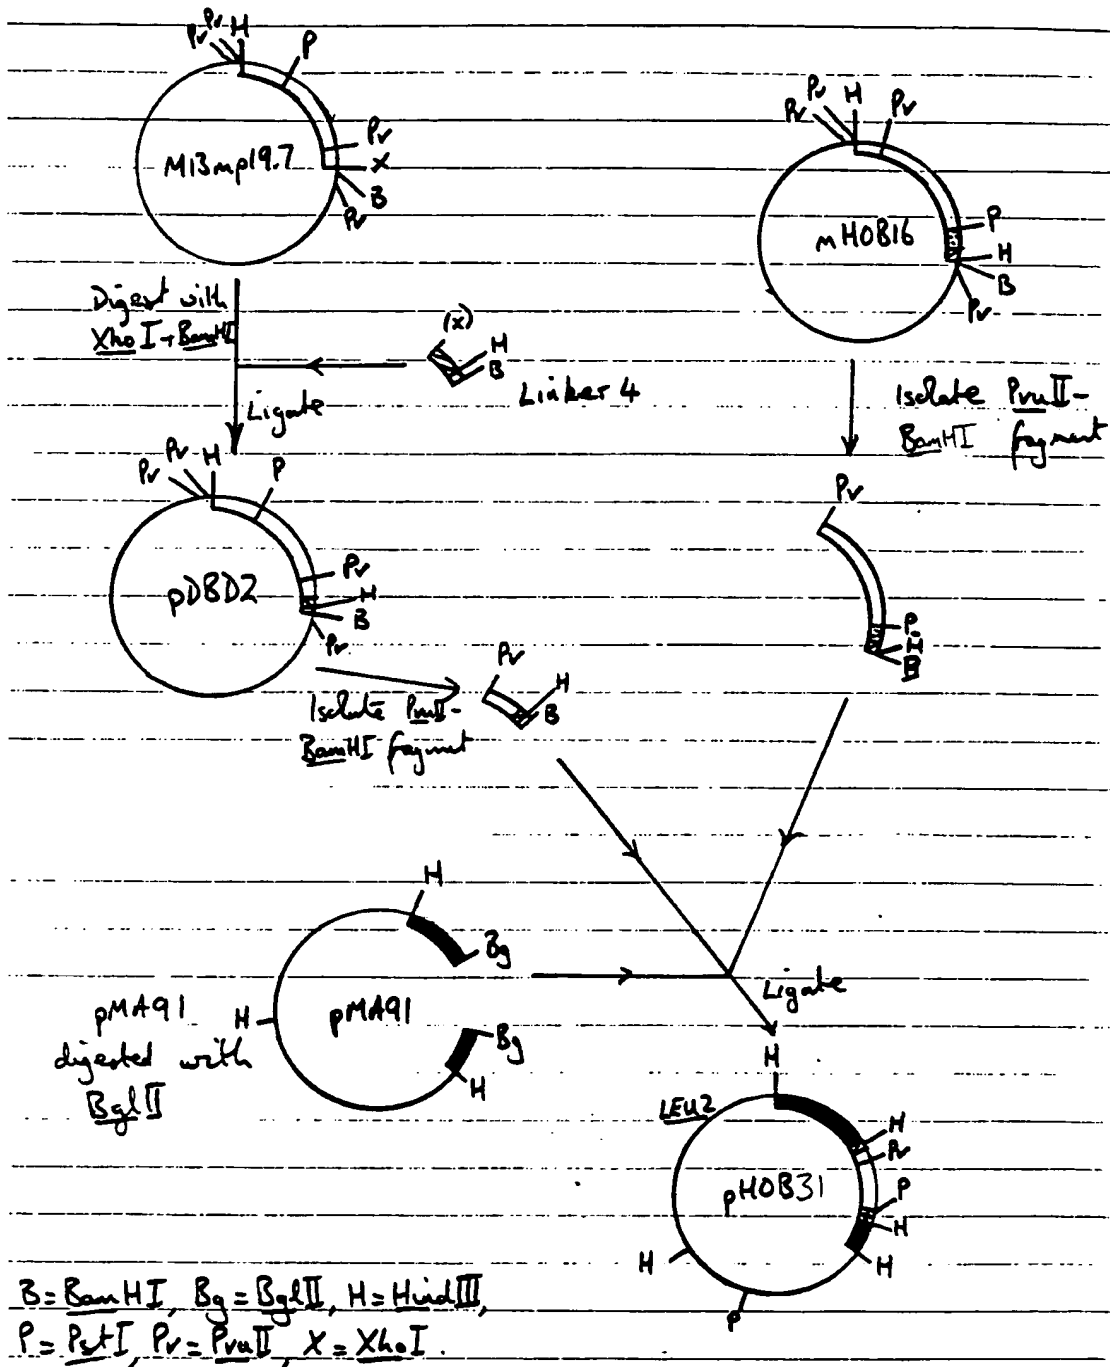 Pv Pv H P
M13mp19.7
Pv
X
B
Pv
Pv Pv H Pv
mHOB16
P
H
B
Pv
Digest with
XhoI + BamHI
(x)
H
B
Linker 4
Ligate
Isolate PvuII-
BamHI fragment
Pv Pv H P
pDBD2
Pv
H
B
Pv
Pv
P
H
B
Isolate PvuII-
BamHI fragment
Pv
H
B
H
Bg
pMA91
digested with
BglII
H
pMA91
Bg
H
Ligate
H
LEU2
H
Pv
pHOB31
P
H
H
H
P
B = BamHI, Bg = BglII, H = HindIII,
P = PstI, Pv = PvuII, X = XhoI.